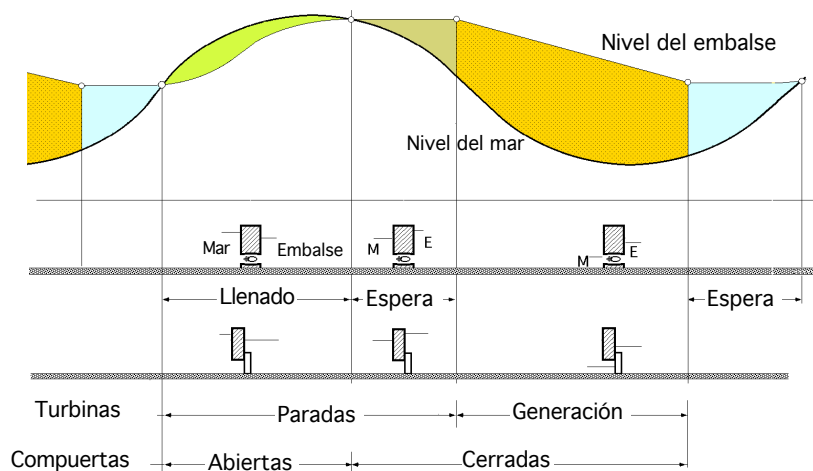 Nivel del embalse
Nivel del mar
Mar Embalse M E M E
Llenado Espera Espera
Turbinas Paradas Generación
Compuertas Abiertas Cerradas